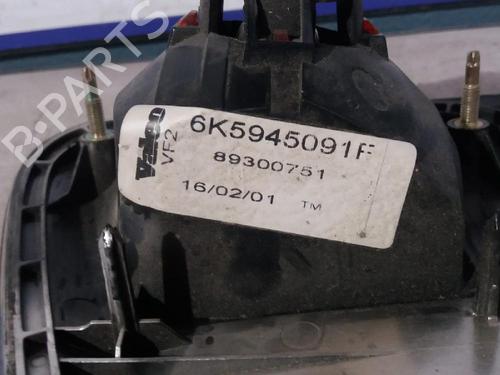 B-PARTS
Valeo
VF2
6K5945091F
89300751
16/02/01 TM